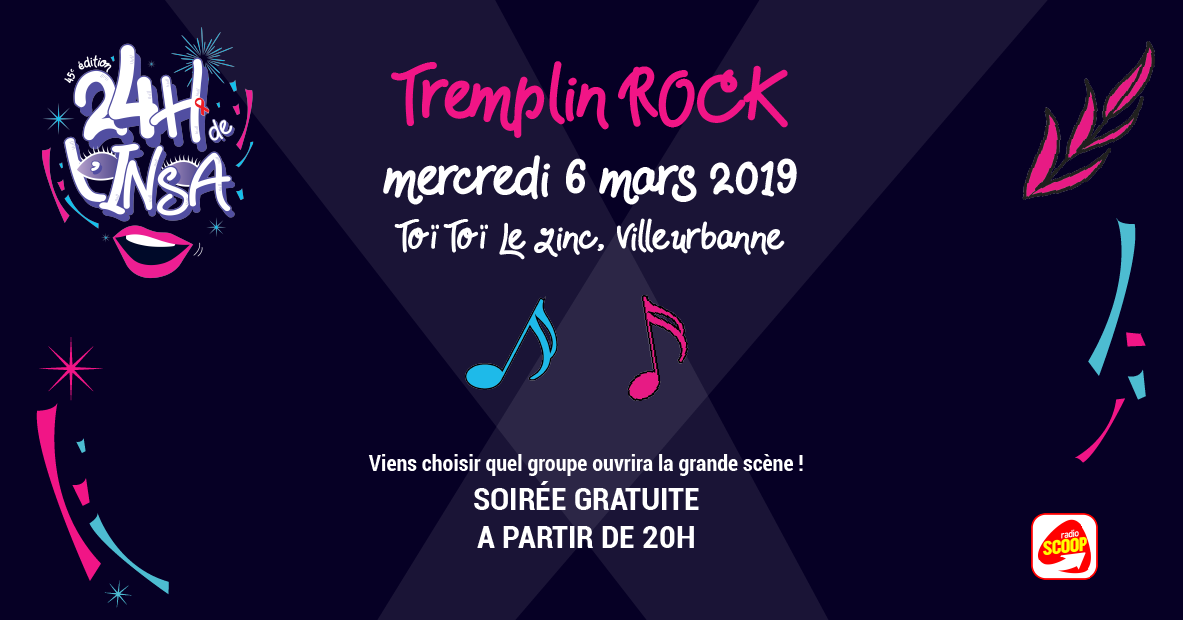 45e édition
24H
de
L'INSA
Tremplin ROCK
mercredi 6 mars 2019
Toï Toï Le Zinc, Villeurbanne
Viens choisir quel groupe ouvrira la grande scène !
SOIRÉE GRATUITE
A PARTIR DE 20H
radio
SCOOP